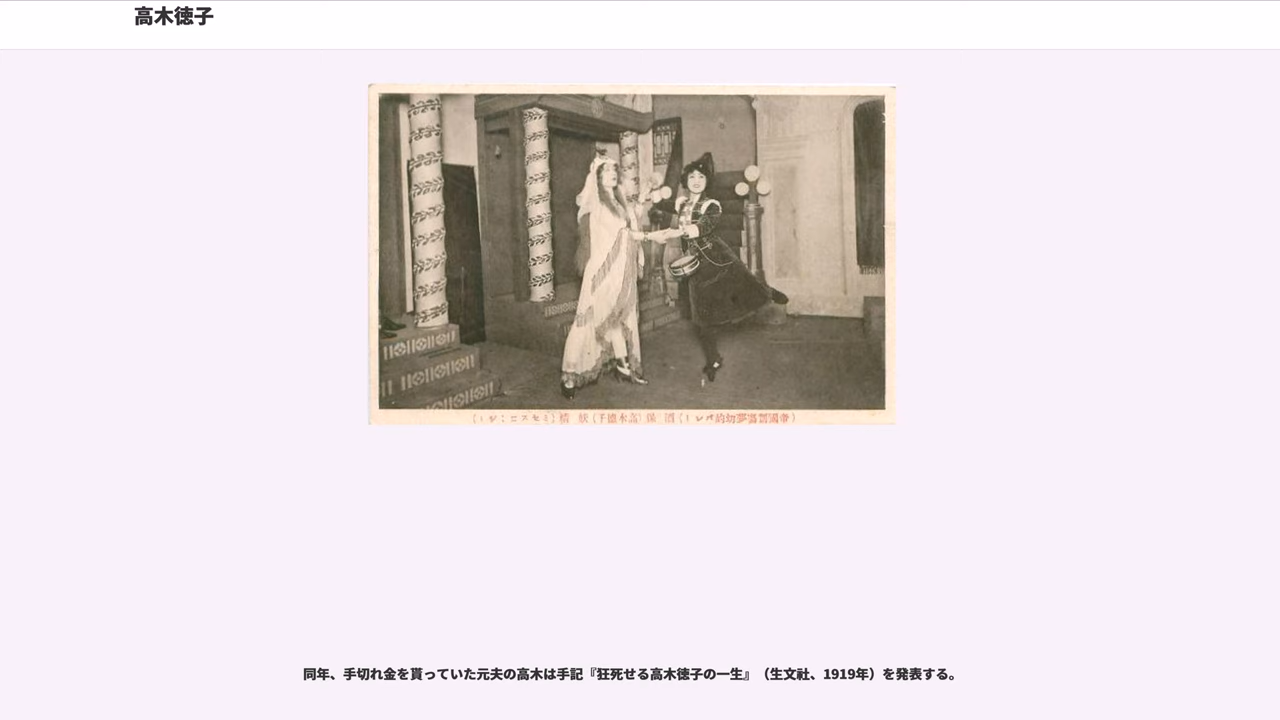 高木徳子
同年、手切れ金を貰っていた元夫の高木は手記『狂死せる高木徳子の一生』（生文社、1919年）を発表する。